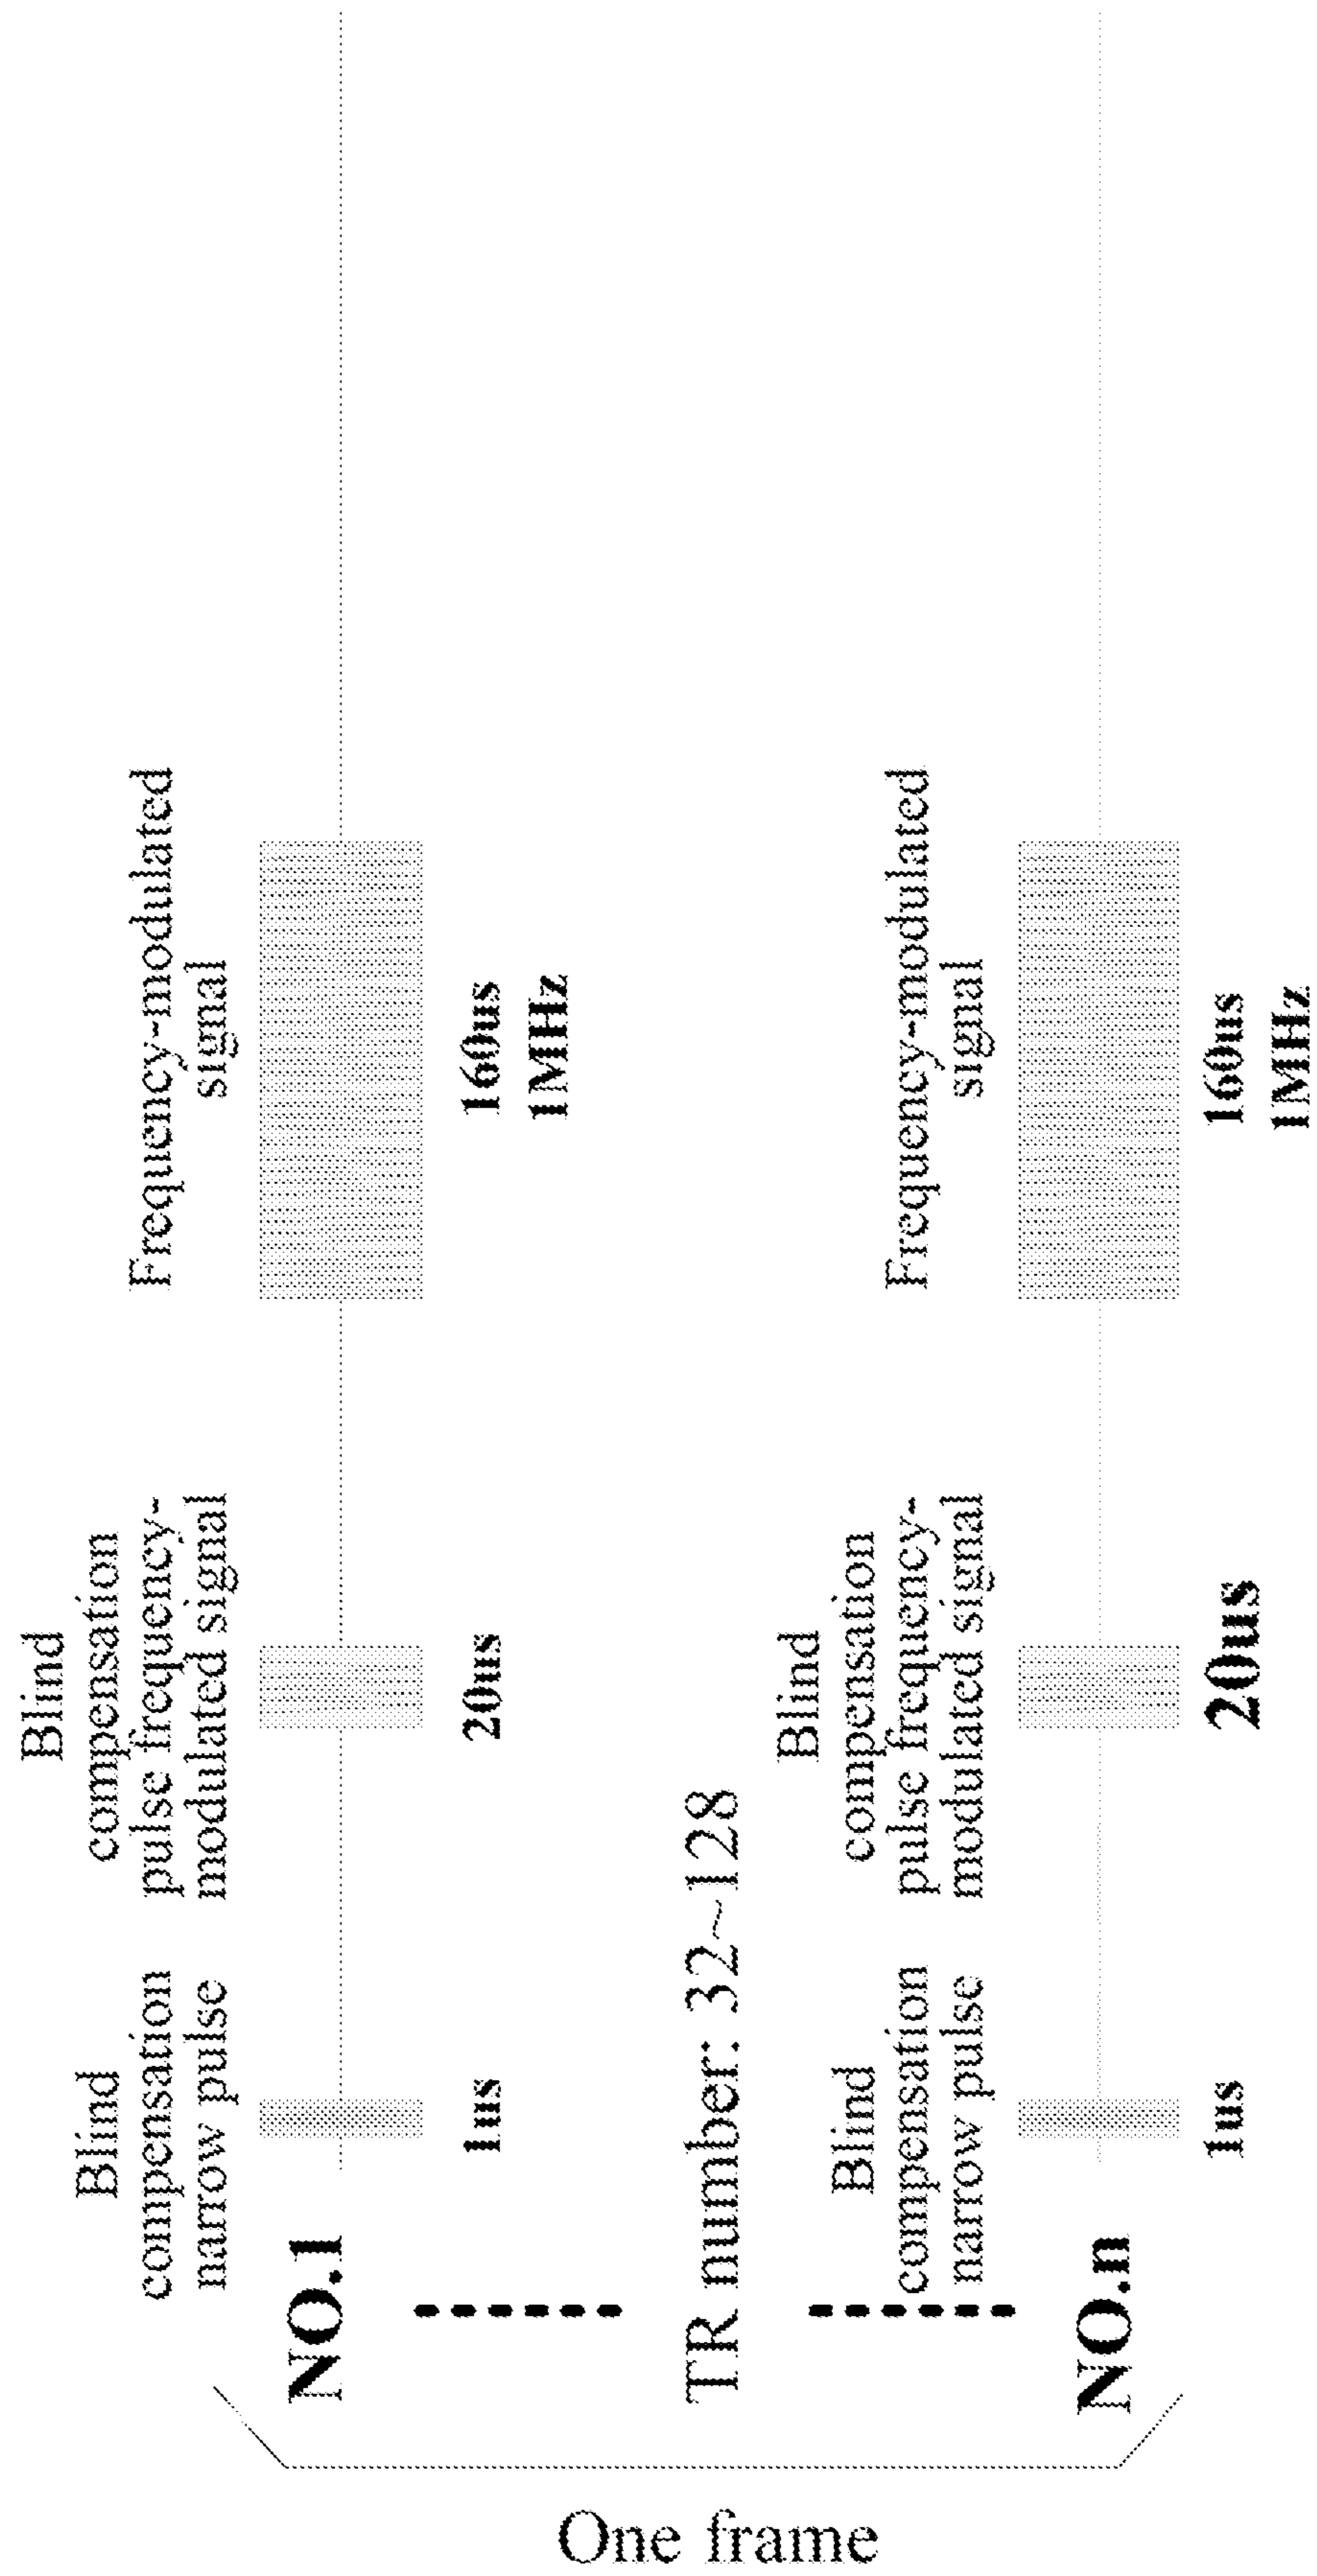 Blind
compensation
narrow pulse
Blind
compensation
pulse frequency-
modulated signal
Frequency-modulated
signal
NO.1
1us
20us
160us
1MHz
TR number: 32~128
Blind
compensation
narrow pulse
Blind
compensation
pulse frequency-
modulated signal
Frequency-modulated
signal
NO.n
1us
20us
160us
1MHz
One frame